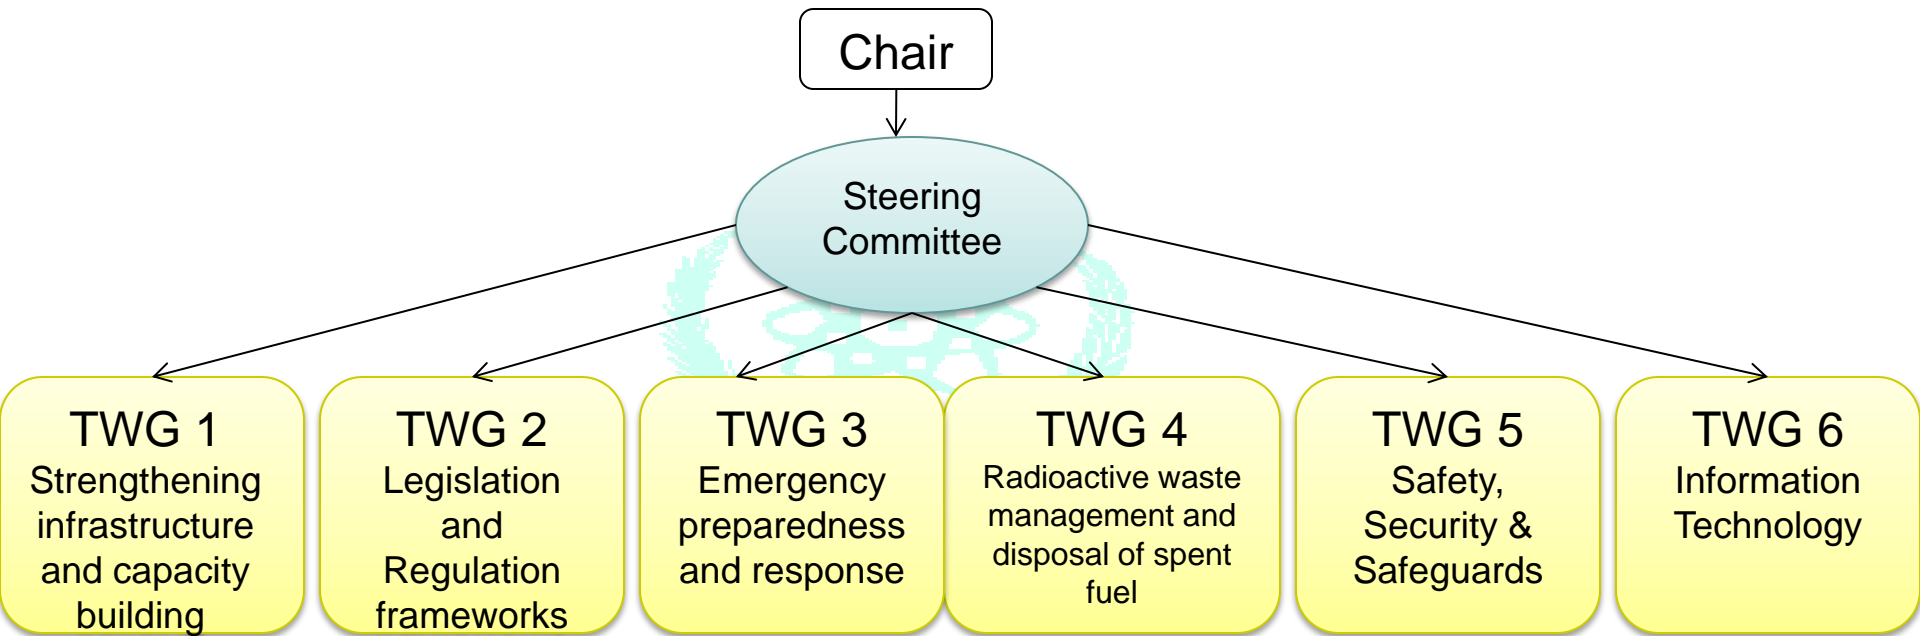 Chair
Steering
Committee
TWG 1
Strengthening
infrastructure
and capacity
building
TWG 2
Legislation
and
Regulation
frameworks
TWG 3
Emergency
preparedness
and response
TWG 4
Radioactive waste
management and
disposal of spent
fuel
TWG 5
Safety,
Security &
Safeguards
TWG 6
Information
Technology